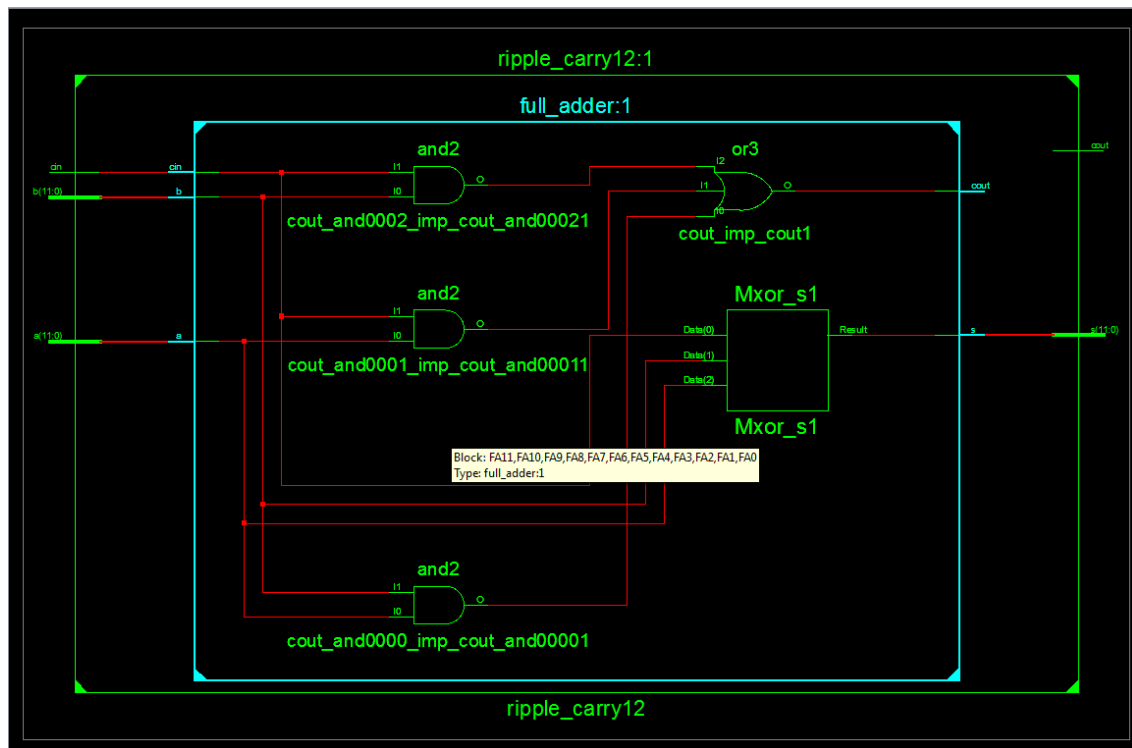 ripple_carry12:1
full_adder:1
and2
or3
cin
cin
I1
O
I2
cout
b(11:0)
b
I0
I1
O
cout
I0
cout_and0002_imp_cout_and00021
cout_imp_cout1
and2
Mxor_s1
I1
O
a(11:0)
a
I0
Data(0)
Result
s
s(11:0)
cout_and0001_imp_cout_and00011
Data(1)
Data(2)
Mxor_s1
Block: FA11,FA10,FA9,FA8,FA7,FA6,FA5,FA4,FA3,FA2,FA1,FA0
Type: full_adder:1
and2
I1
O
I0
cout_and0000_imp_cout_and00001
ripple_carry12